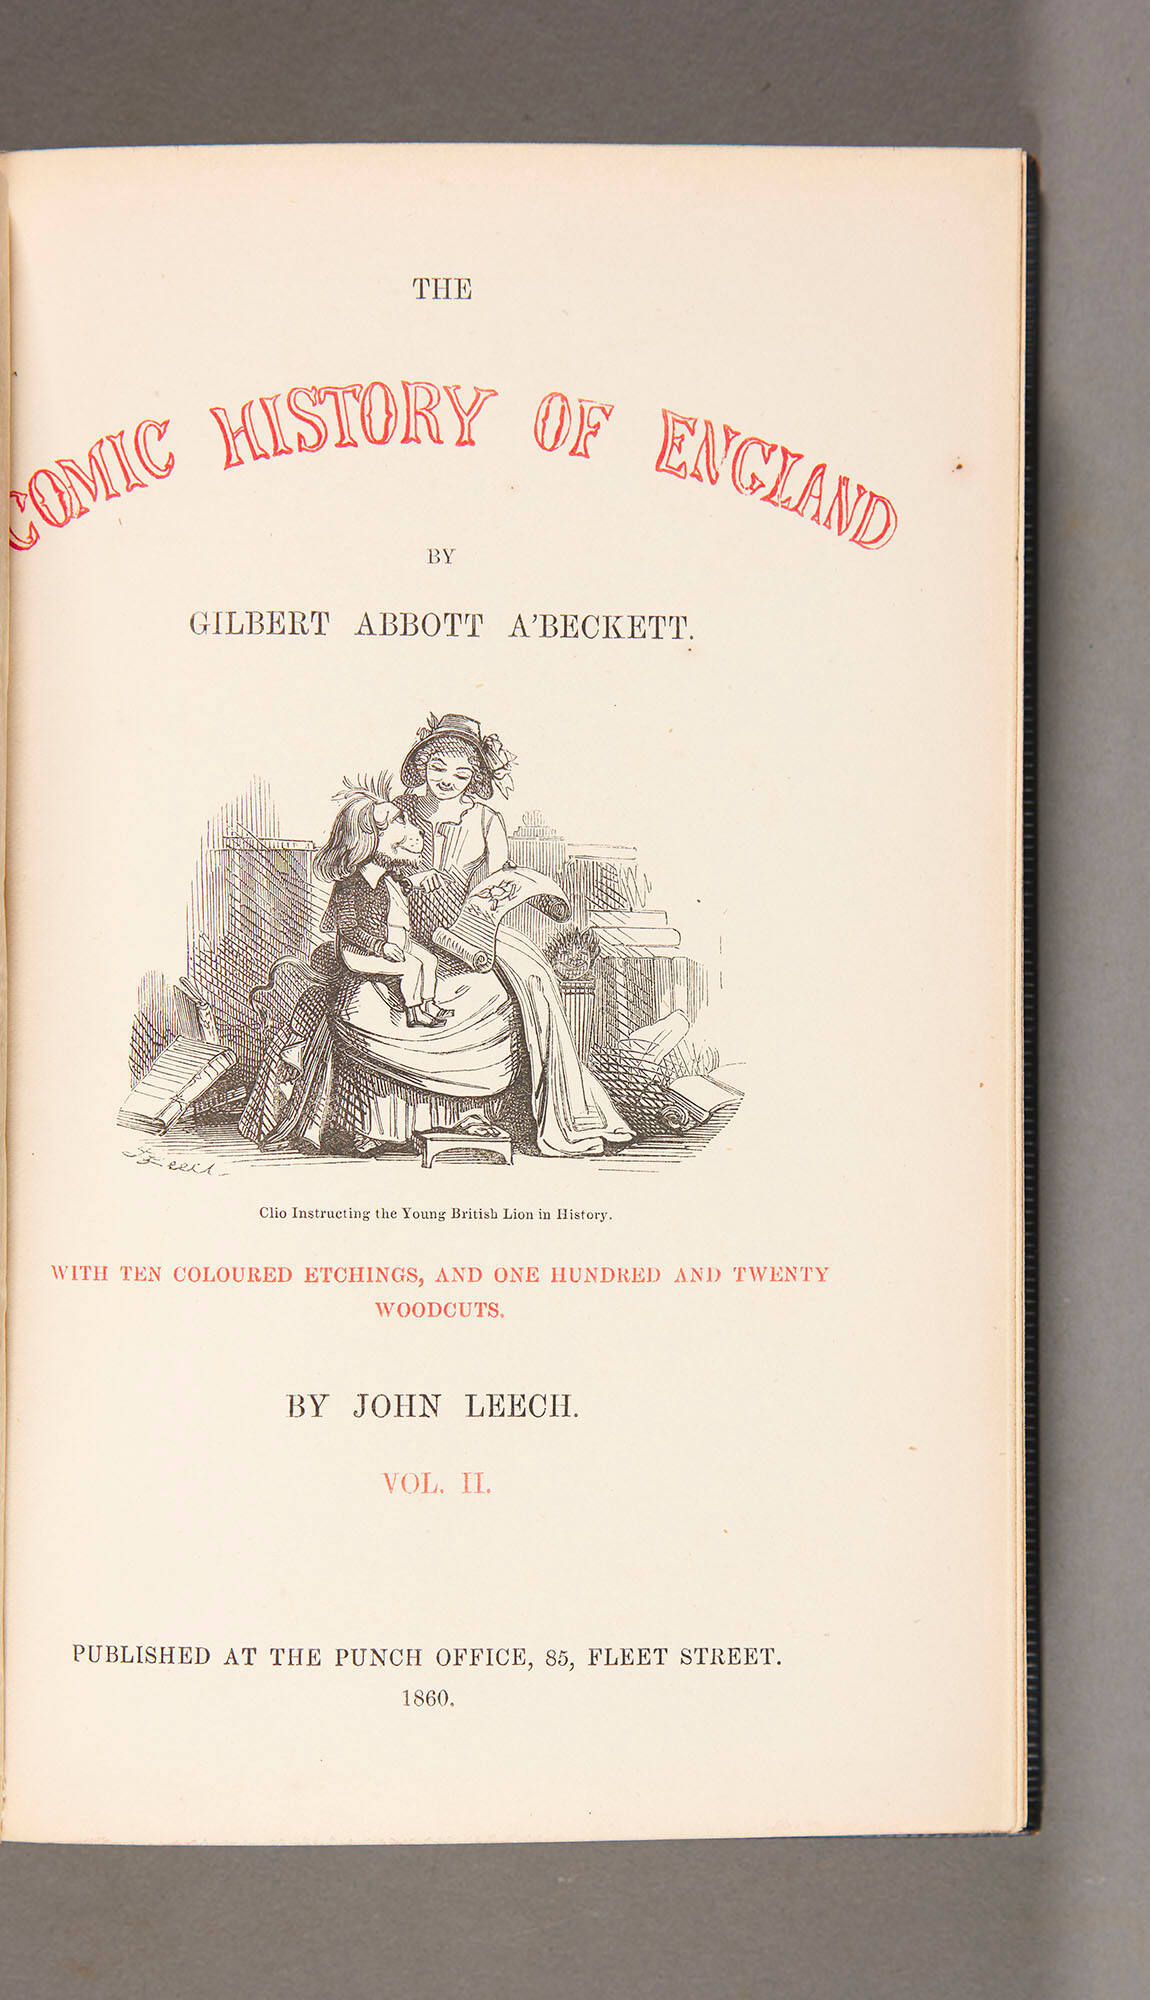 THE
COMIC HISTORY OF ENGLAND
BY
GILBERT ABBOTT A'BECKETT.
Clio Instructing the Young British Lion in History.
WITH TEN COLOURED ETCHINGS, AND ONE HUNDRED AND TWENTY
WOODCUTS.
BY JOHN LEECH.
VOL. II.
PUBLISHED AT THE PUNCH OFFICE, 85, FLEET STREET.
1860.